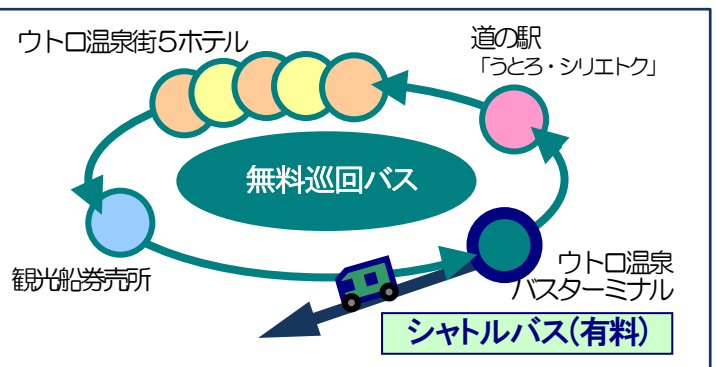 ウトロ温泉街5ホテル
道の駅
「うとろ・シリエトク」
無料巡回バス
観光船券売所
ウトロ温泉
バスターミナル
シャトルバス(有料)